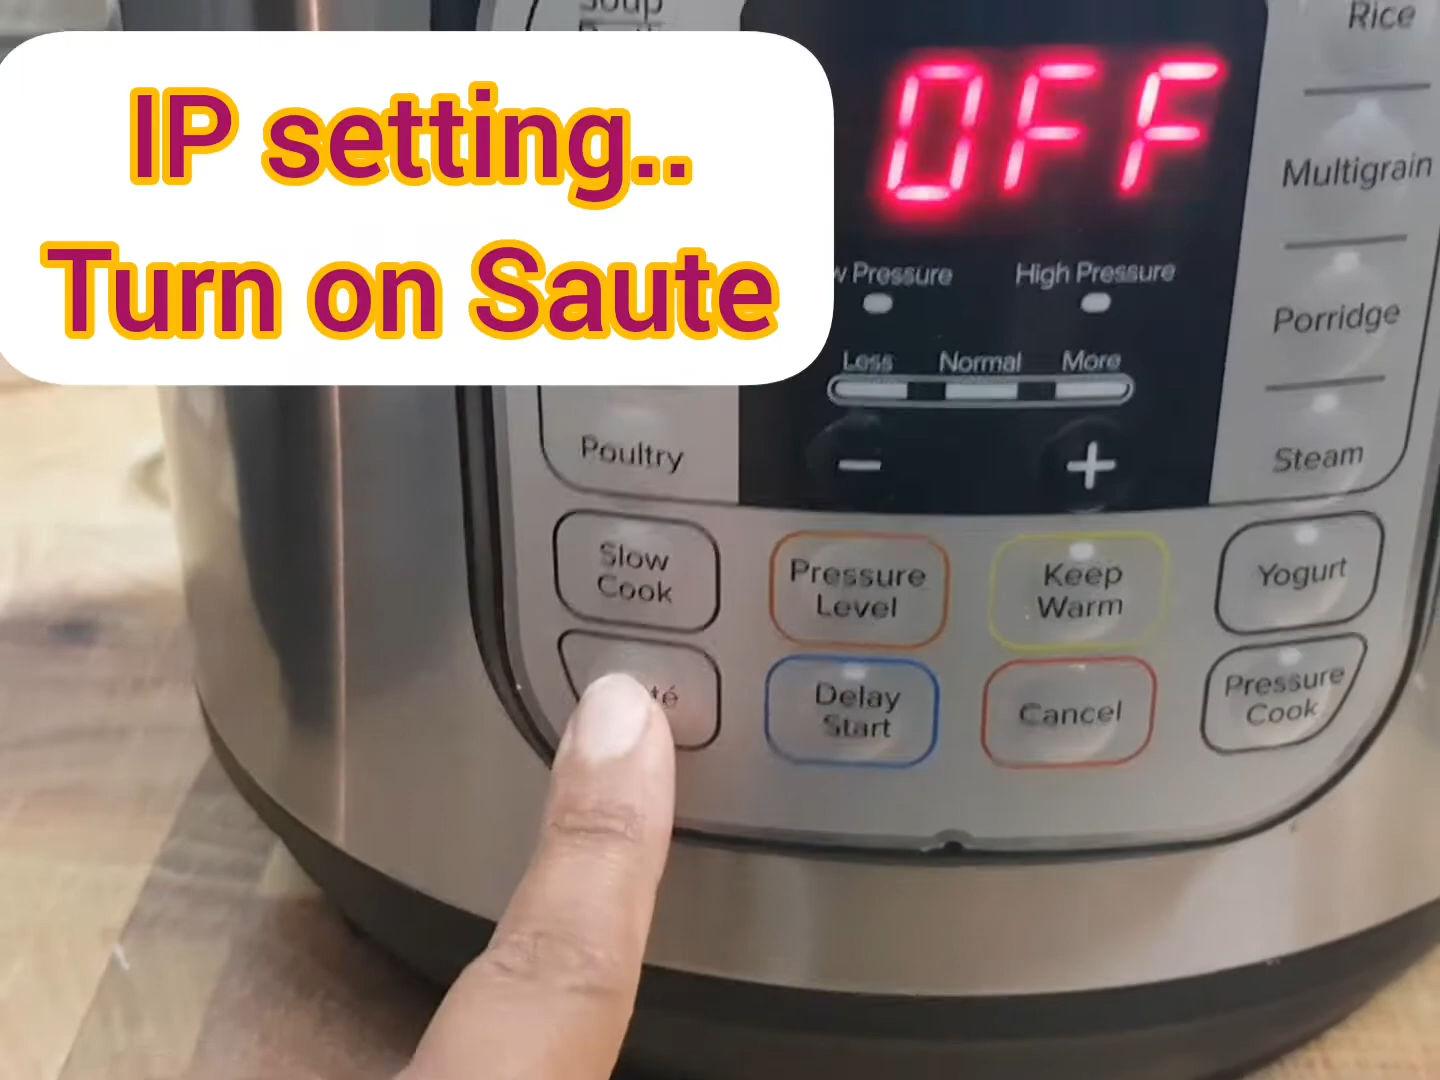 IP setting..
Turn on Saute
Soup
OFF
Rice
Multigrain
Pressure
High Pressure
Porridge
Less
Normal
More
Poultry
−
+
Steam
Slow
Cook
Pressure
Level
Keep
Warm
Yogurt
Delay
Start
Cancel
Pressure
Cook